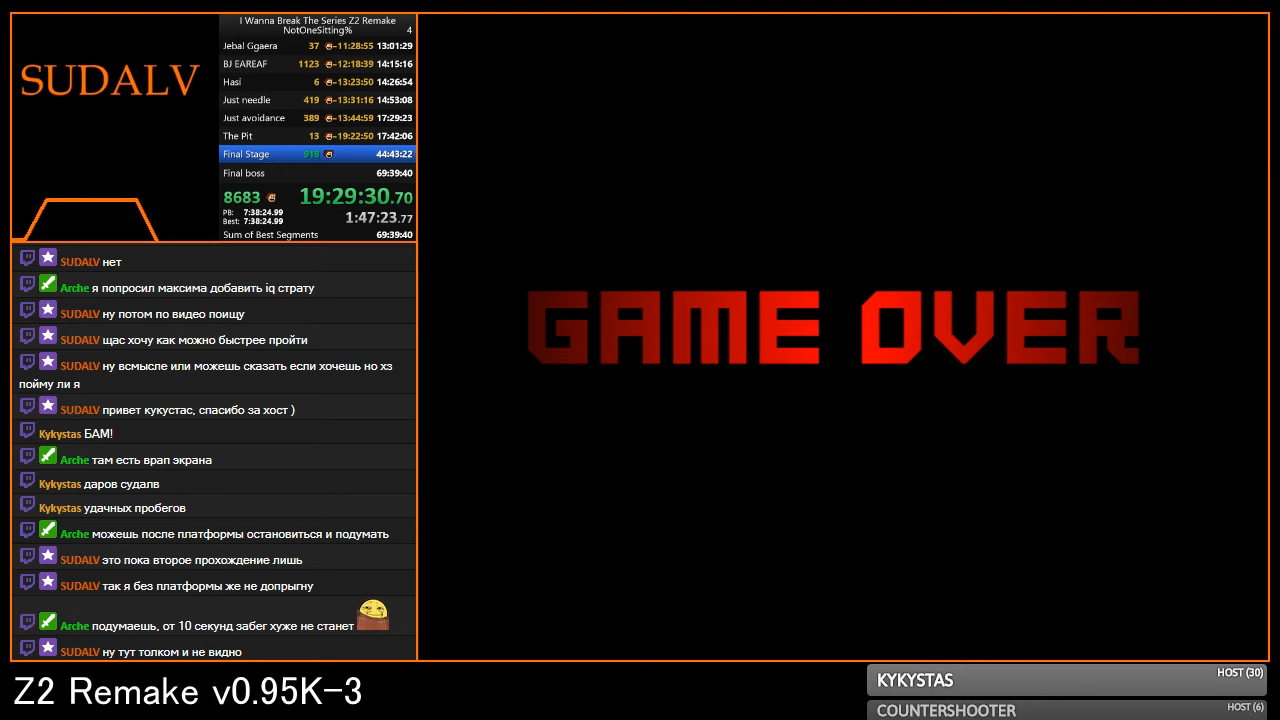 SUDALV
I Wanna Break The Series Z2 Remake
NotOneSitting% 4
Jebal Ggaera 37 -11:28:55 13:01:29
BJ EAREAF 1123 -12:18:39 14:15:16
Hasi 6 -13:23:50 14:26:54
Just needle 419 -13:31:16 14:53:08
Just avoidance 389 -13:44:59 17:29:23
The Pit 13 -19:22:50 17:42:06
Final Stage 918 44:43:22
Final boss 69:39:40
8683 19:29:30.70
PB: 7:38:24.99
Best: 7:38:24.99
1:47:23.77
Sum of Best Segments 69:39:40
SUDALV нет
Arche я попросил максима добавить iq страту
SUDALV ну потом по видео поищу
SUDALV щас хочу как можно быстрее пройти
SUDALV ну всмысле или можешь сказать если хочешь но хз
пойму ли я
SUDALV привет кукустас, спасибо за хост )
Kykystas БАМ!
Arche там есть врап экрана
Kykystas даров судалв
Kykystas удачных пробегов
Arche можешь после платформы остановиться и подумать
SUDALV это пока второе прохождение лишь
SUDALV так я без платформы же не допрыгну
Arche подумаешь, от 10 секунд забег хуже не станет
SUDALV ну тут толком и не видно
GAME OVER
Z2 Remake v0.95K-3
KYKYSTAS HOST (30)
COUNTERSHOOTER HOST (6)